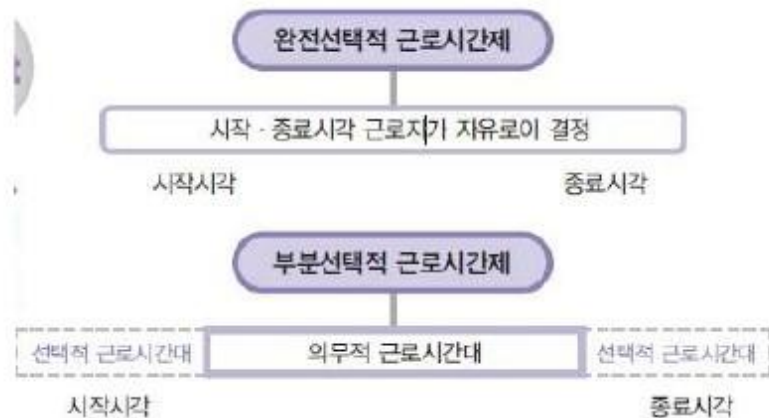 완전선택적 근로시간제
시작 - 종료시각 근로자가 자유로이 결정
시작시각 종료시각
부분선택적 근로시간제
선택적 근로시간대 의무적 근로시간대 선택적 근로시간대
시작시각 종료시각